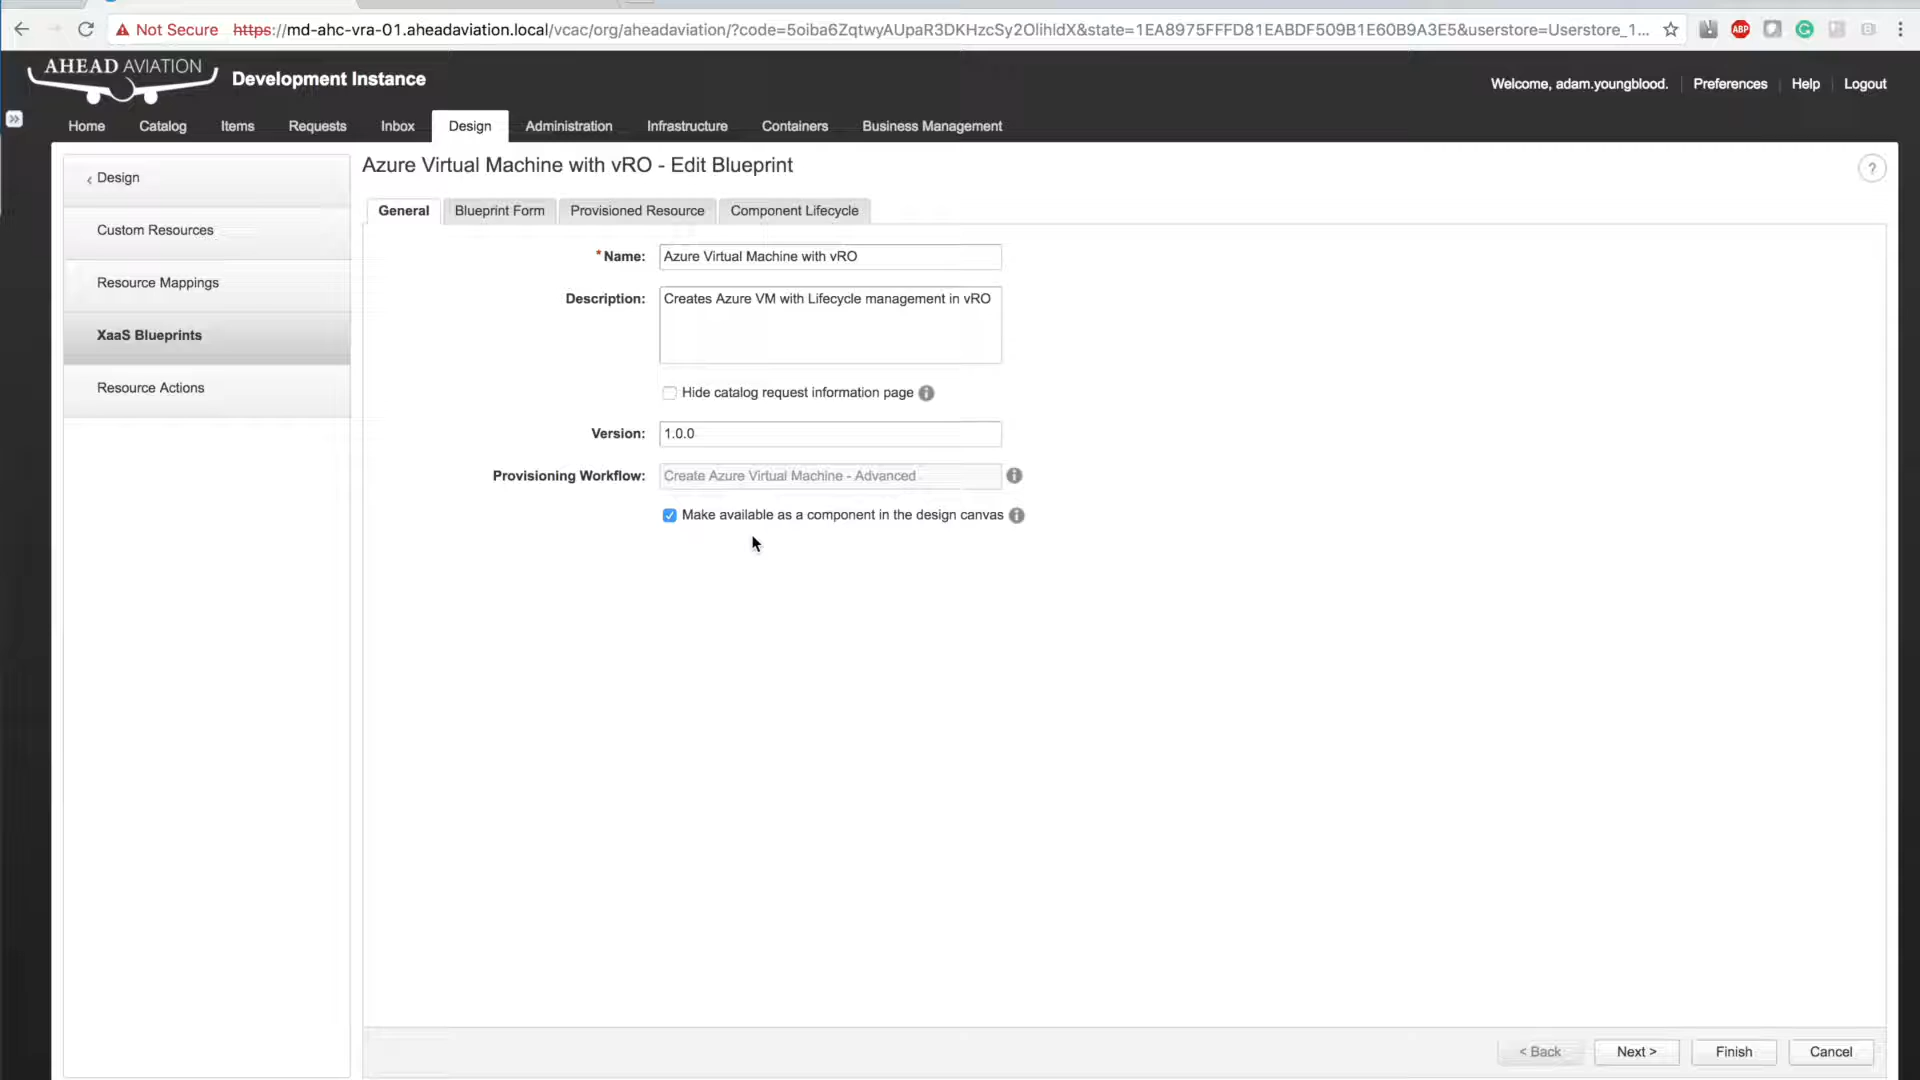 Not Secure https://md-ahc-vra-01.aheadaviation.local/vcac/org/aheadaviation/?code=5oiba6ZqtwyAUpaR3DKHzcSy2OlihldX&state=1EA8975FFFD81EABDF509B1E60B9A3E5&userstore=Userstore_1...
ABP
AHEAD AVIATION
Development Instance
Welcome, adam.youngblood.
Preferences
Help
Logout
Home
Catalog
Items
Requests
Inbox
Design
Administration
Infrastructure
Containers
Business Management
‹ Design
Custom Resources
Resource Mappings
XaaS Blueprints
Resource Actions
Azure Virtual Machine with vRO - Edit Blueprint
?
General
Blueprint Form
Provisioned Resource
Component Lifecycle
* Name: Azure Virtual Machine with vRO
Description: Creates Azure VM with Lifecycle management in vRO
Hide catalog request information page
Version: 1.0.0
Provisioning Workflow: Create Azure Virtual Machine - Advanced
Make available as a component in the design canvas
< Back
Next >
Finish
Cancel